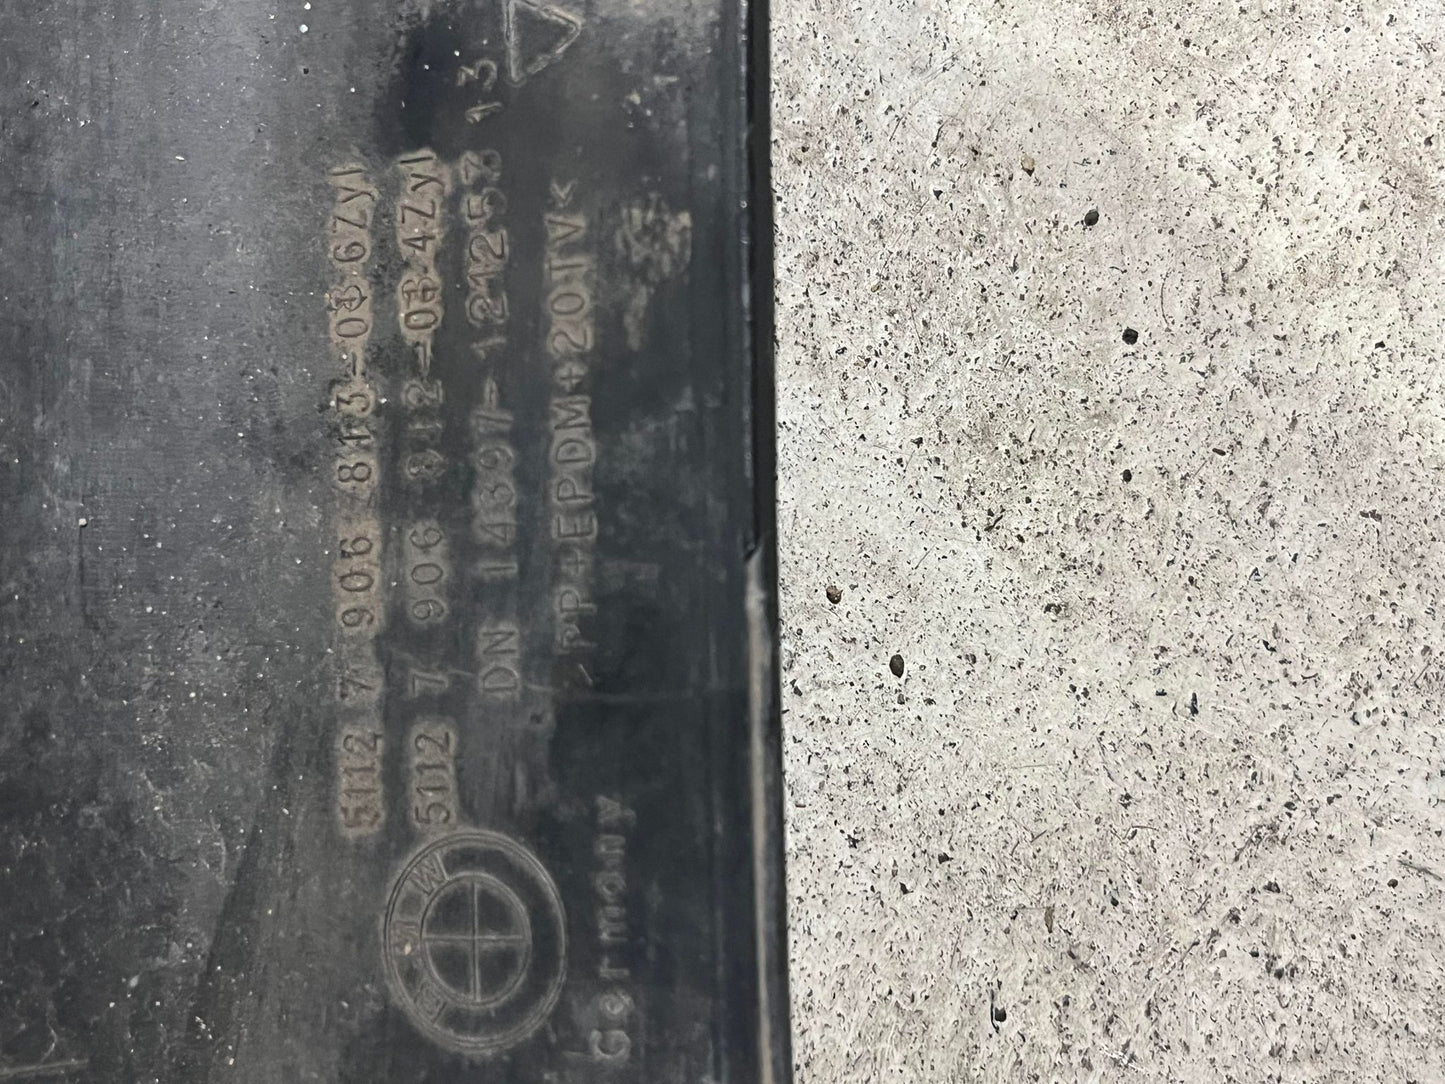 5112 7 906 813-03 6Zyl
5112 7 906 812-03 4Zyl
DN 14397-121253 13
PP+EPDM+20TV<
BMW
Germany